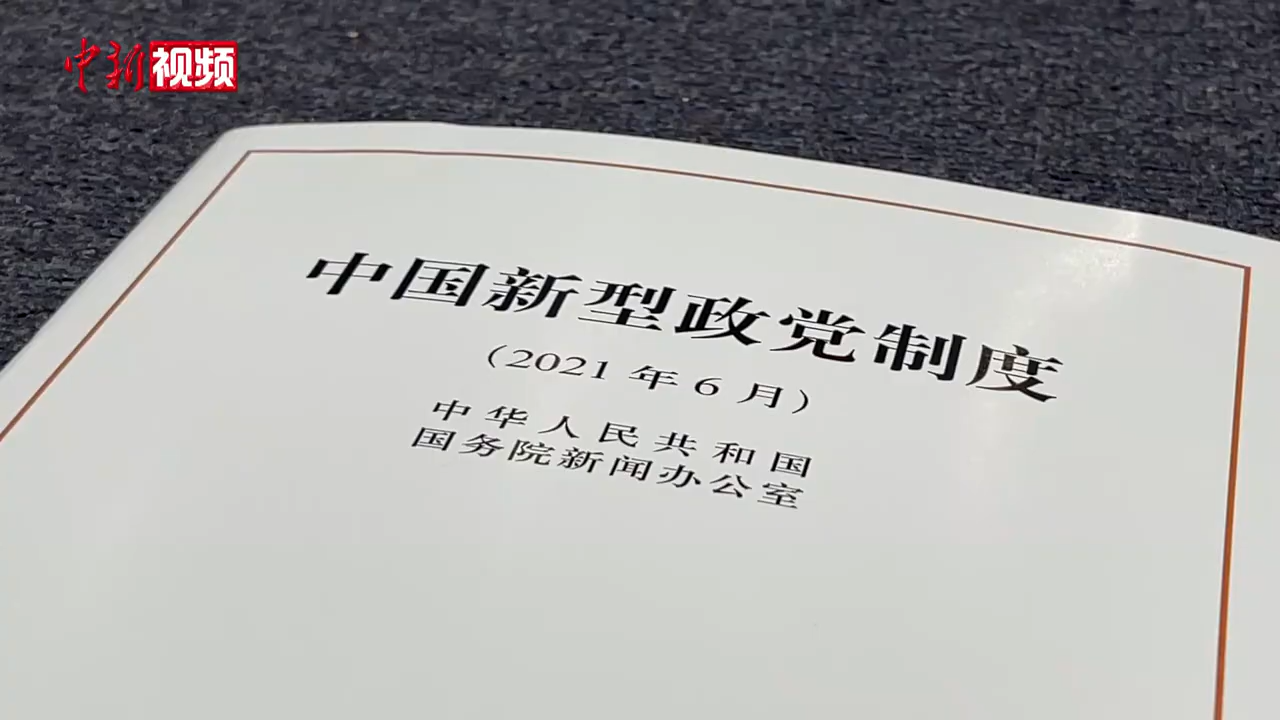 中新视频
中国新型政党制度
（2021 年 6 月）
中华人民共和国
国务院新闻办公室